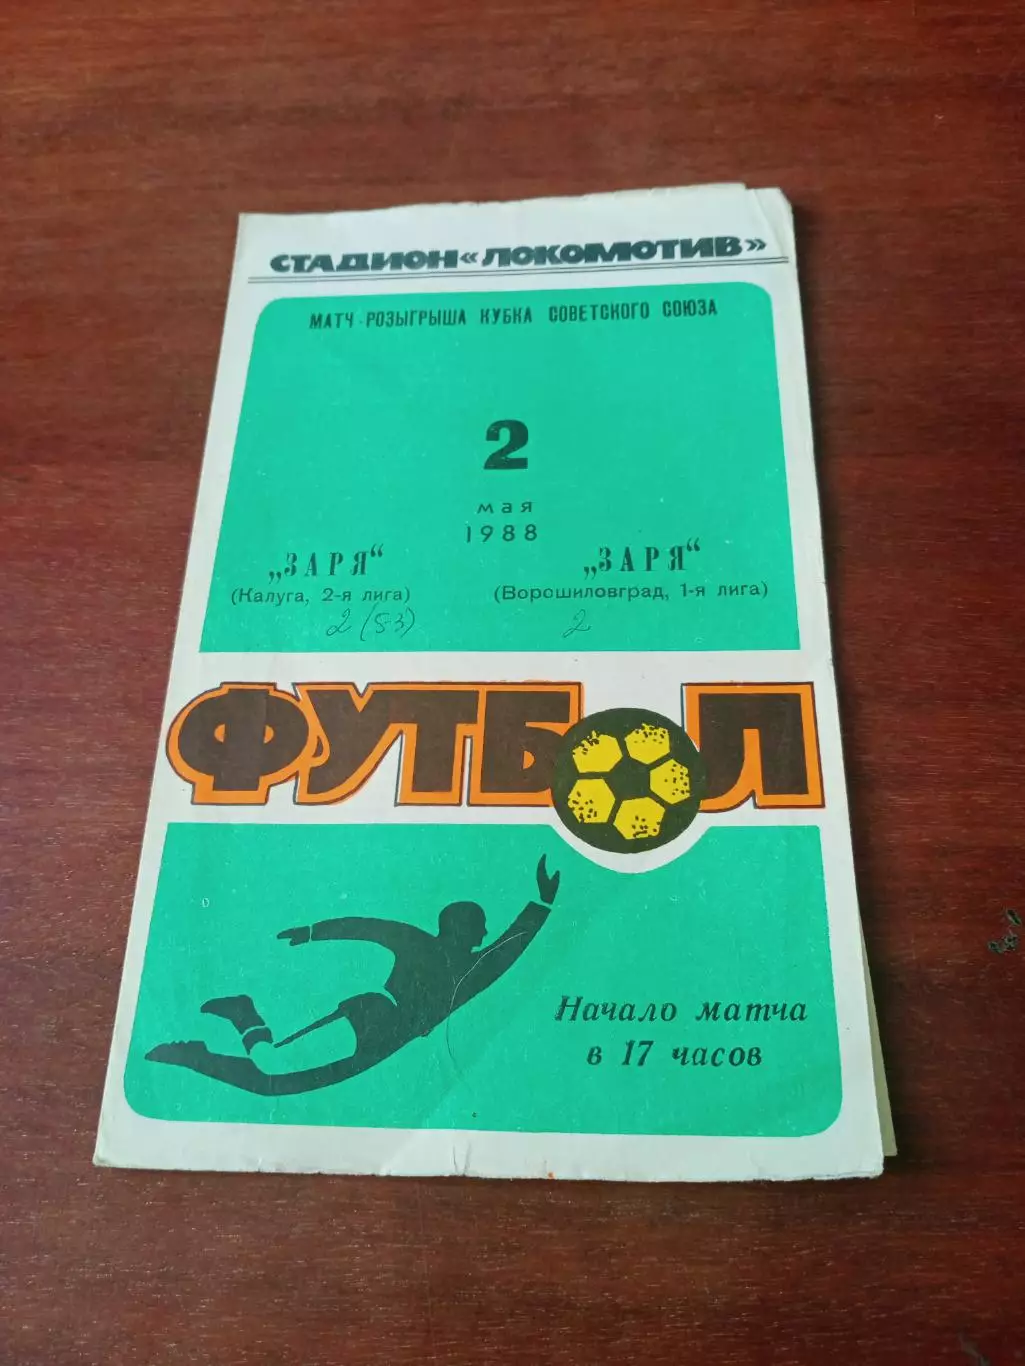 СТАДИОН «ЛОКОМОТИВ»
МАТЧ РОЗЫГРЫША КУБКА СОВЕТСКОГО СОЮЗА
2
мая
1988
„ЗАРЯ“
(Калуга, 2-я лига)
2 (5:3)
„ЗАРЯ“
(Ворошиловград, 1-я лига)
2
ФУТБОЛ
Начало матча
в 17 часов